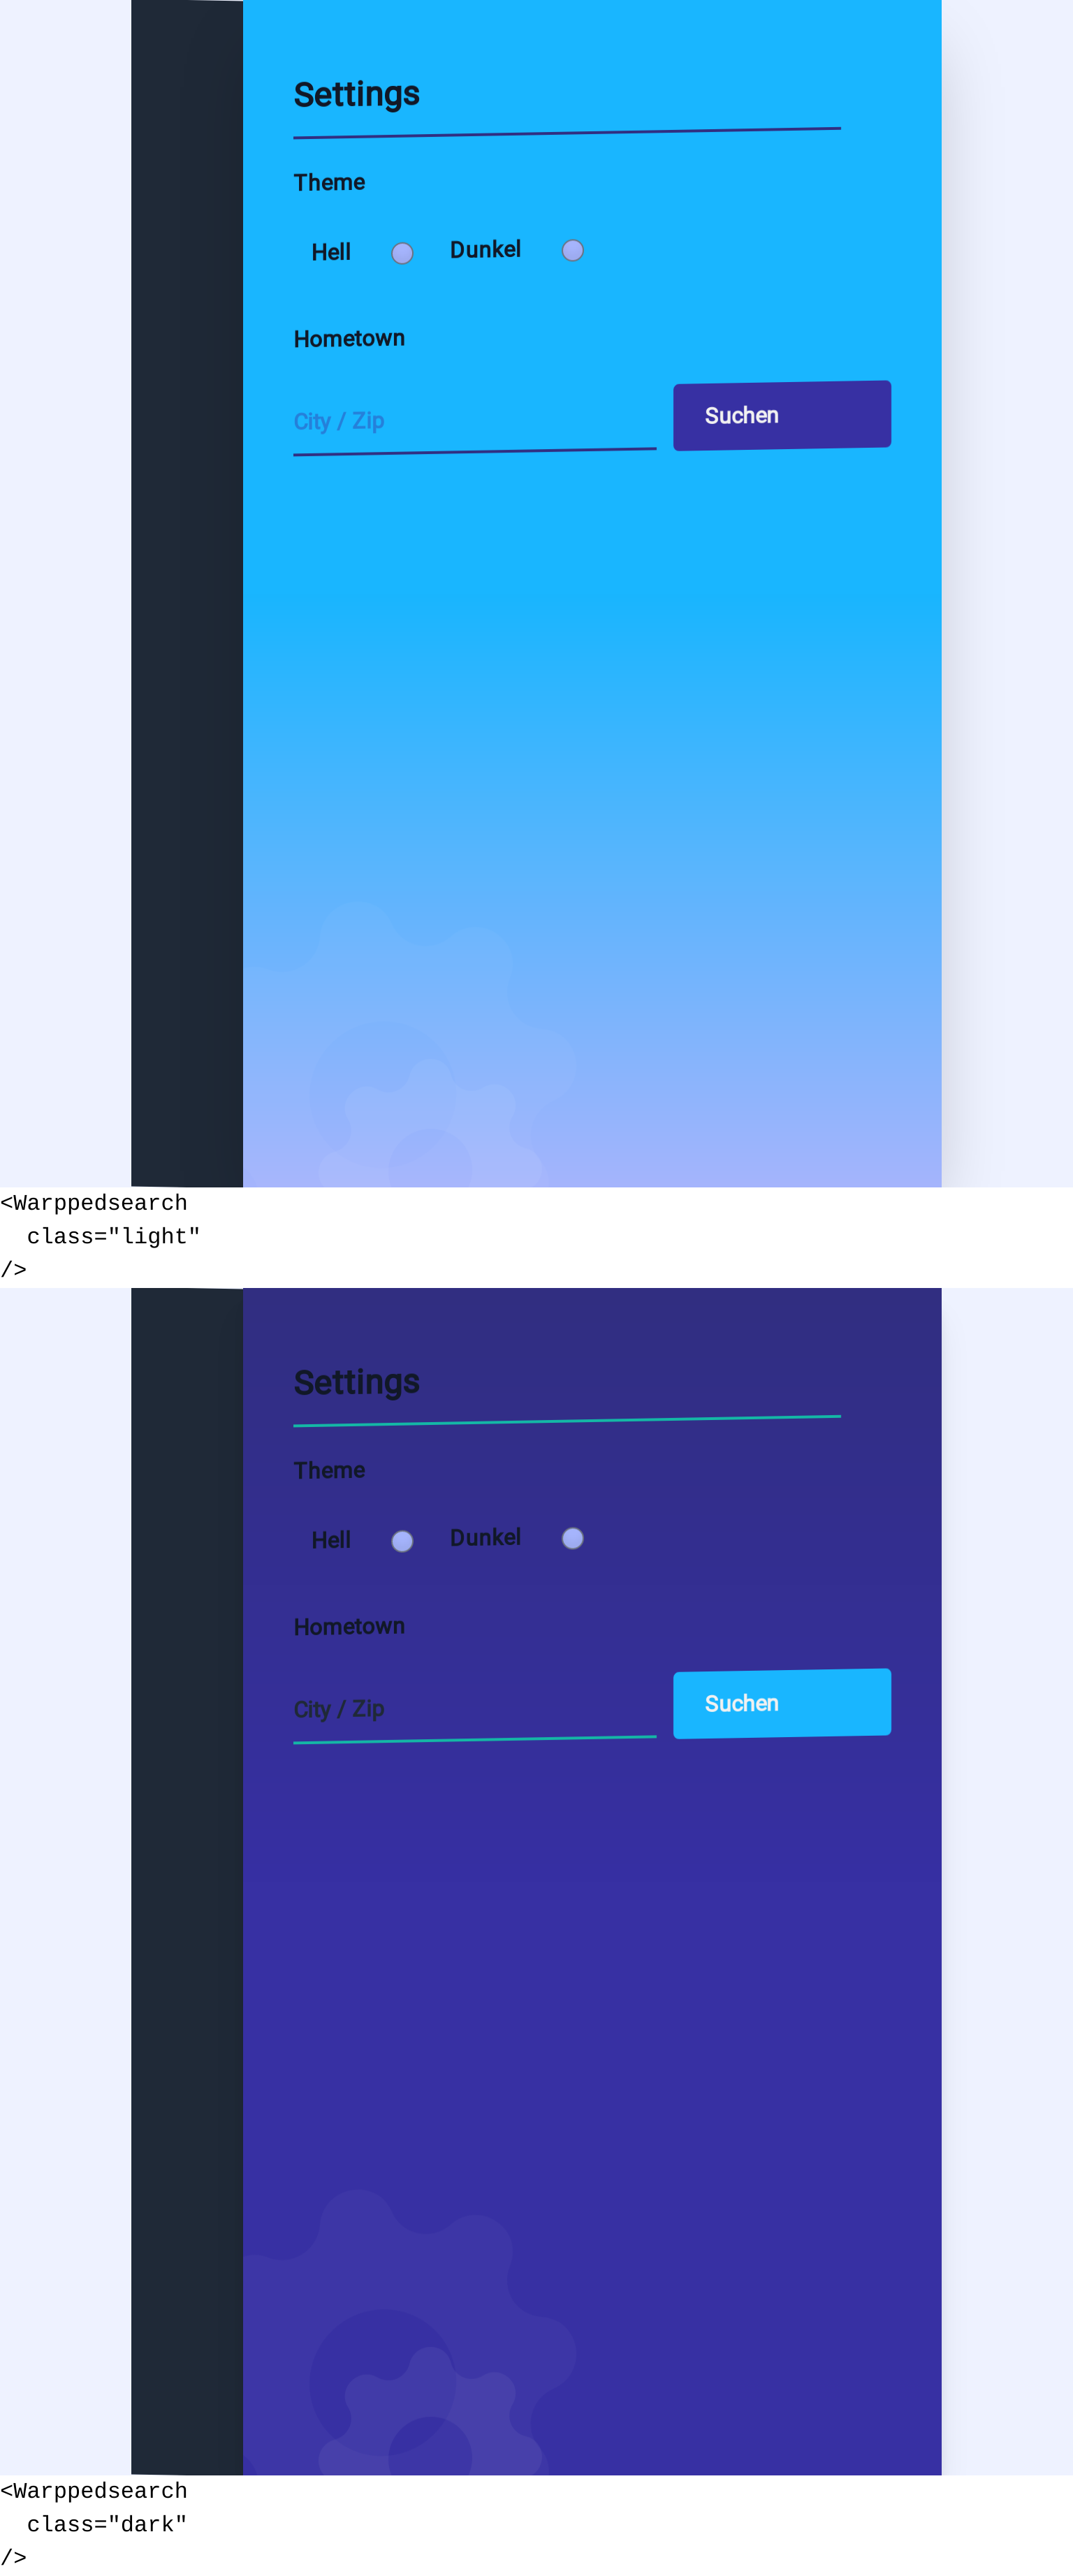 Settings
Theme
Hell Dunkel
Hometown
City / Zip Suchen
<Warppedsearch
  class="light"
/>
Settings
Theme
Hell Dunkel
Hometown
City / Zip Suchen
<Warppedsearch
  class="dark"
/>